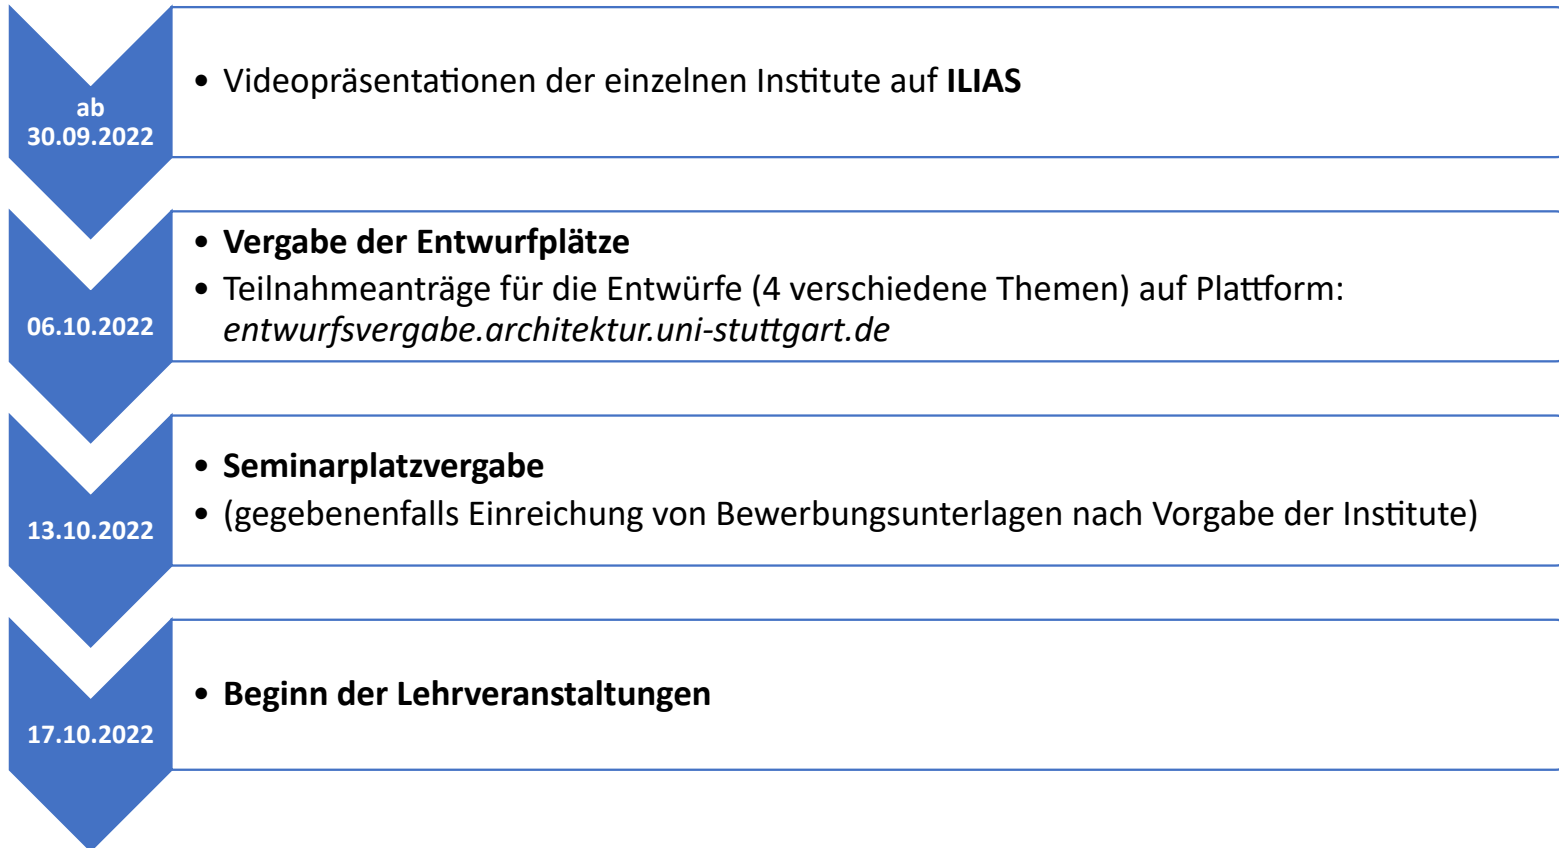 ab
30.09.2022
• Videopräsentationen der einzelnen Institute auf ILIAS
06.10.2022
• Vergabe der Entwurfplätze
• Teilnahmeanträge für die Entwürfe (4 verschiedene Themen) auf Plattform:
entwurfsvergabe.architektur.uni-stuttgart.de
13.10.2022
• Seminarplatzvergabe
• (gegebenenfalls Einreichung von Bewerbungsunterlagen nach Vorgabe der Institute)
17.10.2022
• Beginn der Lehrveranstaltungen